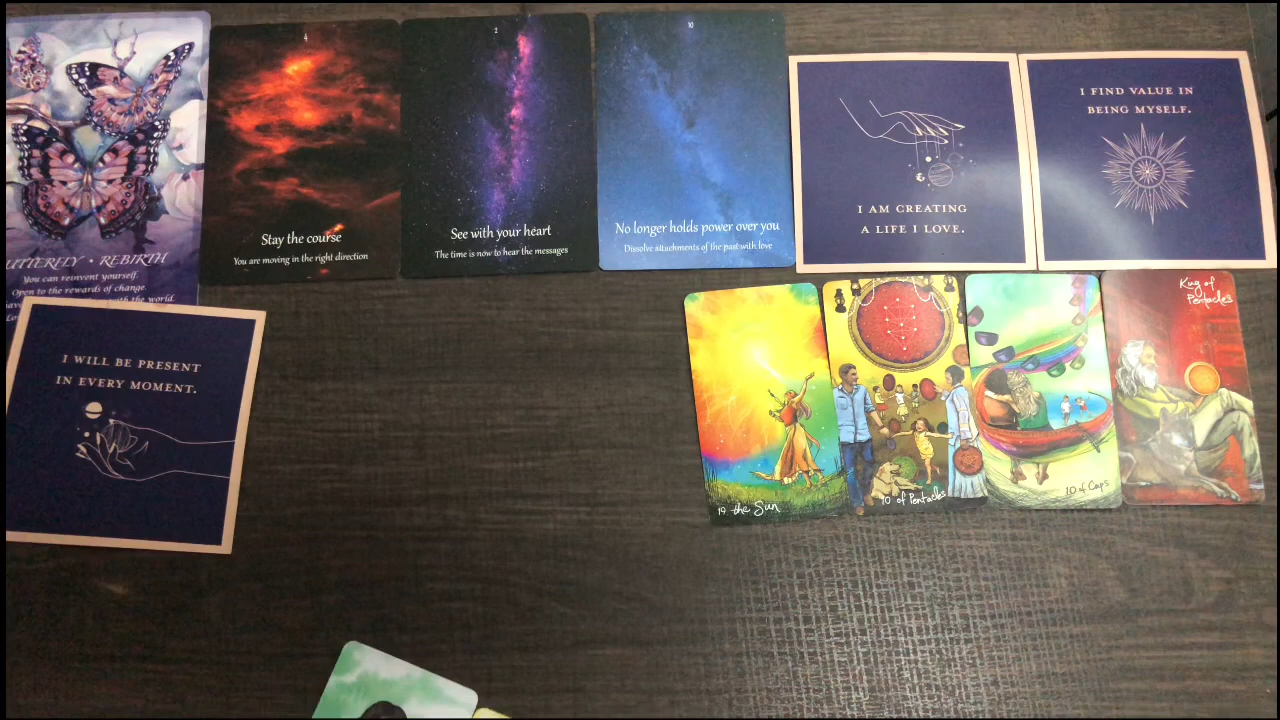 UTTERFLY • REBIRTH
You can reinvent yourself.
Open to the rewards of change.
with the world.
4
Stay the course
You are moving in the right direction
2
See with your heart
The time is now to hear the messages
10
No longer holds power over you
Dissolve attachments of the past with love
I AM CREATING
A LIFE I LOVE.
I FIND VALUE IN
BEING MYSELF.
I WILL BE PRESENT
IN EVERY MOMENT.
19 the Sun
10 of Pentacles
10 of Cups
King of
Pentacles